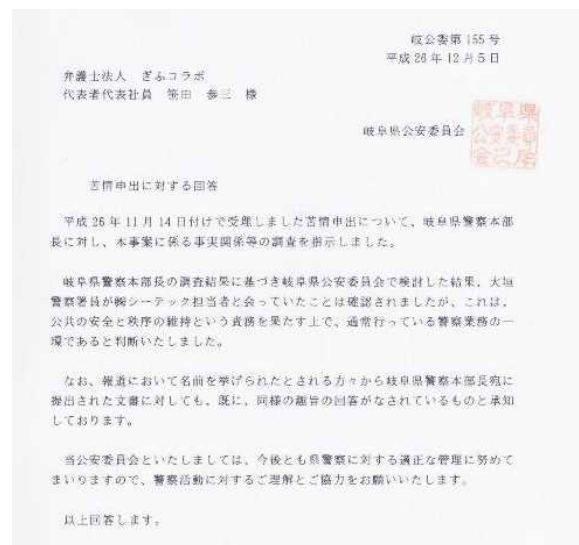 岐公委第155号
平成26年12月5日
弁護士法人 ぎふコラボ
代表者代表社員 笹田 参三 様
岐阜県公安委員会
苦情申出に対する回答
平成26年11月14日付けで受理しました苦情申出について、岐阜県警察本部
長に対し、本事案に係る事実関係等の調査を指示しました。
岐阜県警察本部長の調査結果に基づき岐阜県公安委員会で検討した結果、大垣
警察署員が㈱シーテック担当者と会っていたことは確認されましたが、これは、
公共の安全と秩序の維持という責務を果たす上で、通常行っている警察業務の一
環であると判断いたしました。
なお、報道において名前を挙げられたとされる方々から岐阜県警察本部長宛に
提出された文書に対しても、既に、同様の趣旨の回答がなされているものと承知
しております。
当公安委員会といたしましては、今後とも県警察に対する適正な管理に努めて
まいりますので、警察活動に対するご理解とご協力をお願いいたします。
以上回答します。